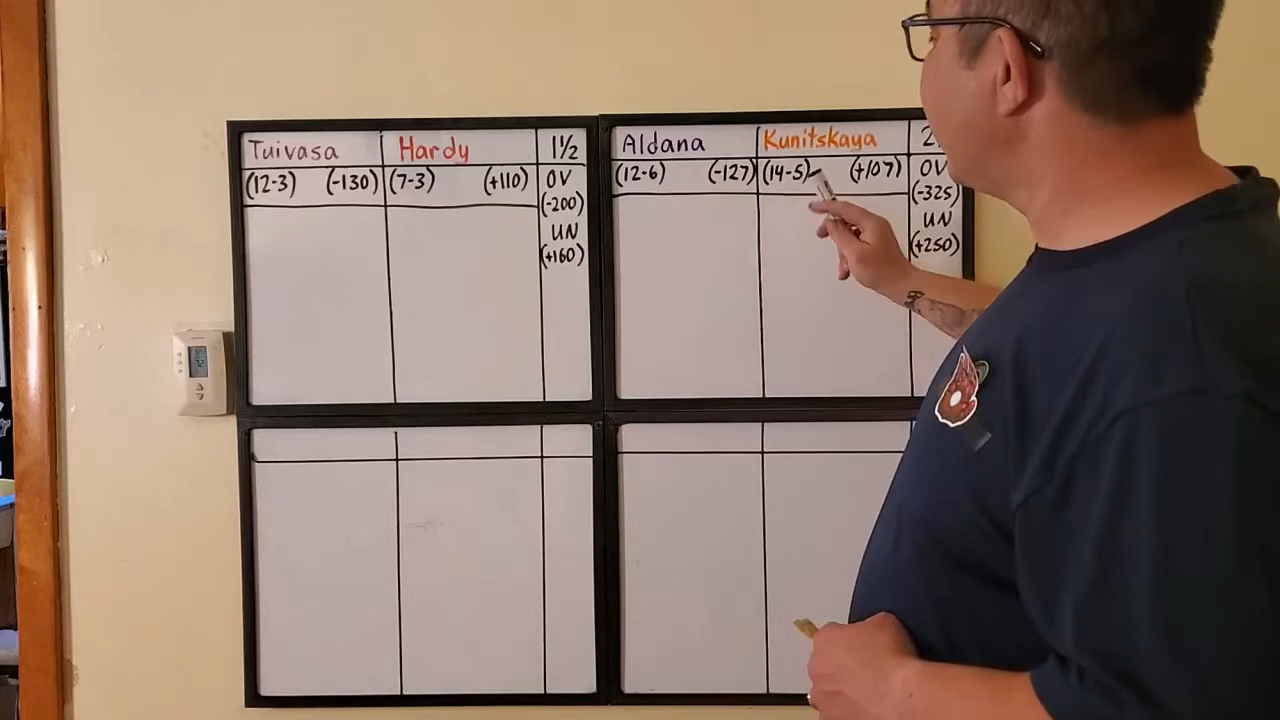 Tuivasa Hardy 1½
(12-3) (-130) (7-3) (+110) OV
(-200)
UN
(+160)
Aldana Kunitskaya
(12-6) (-127) (14-5) (+107) OV
(-325)
UN
(+250)